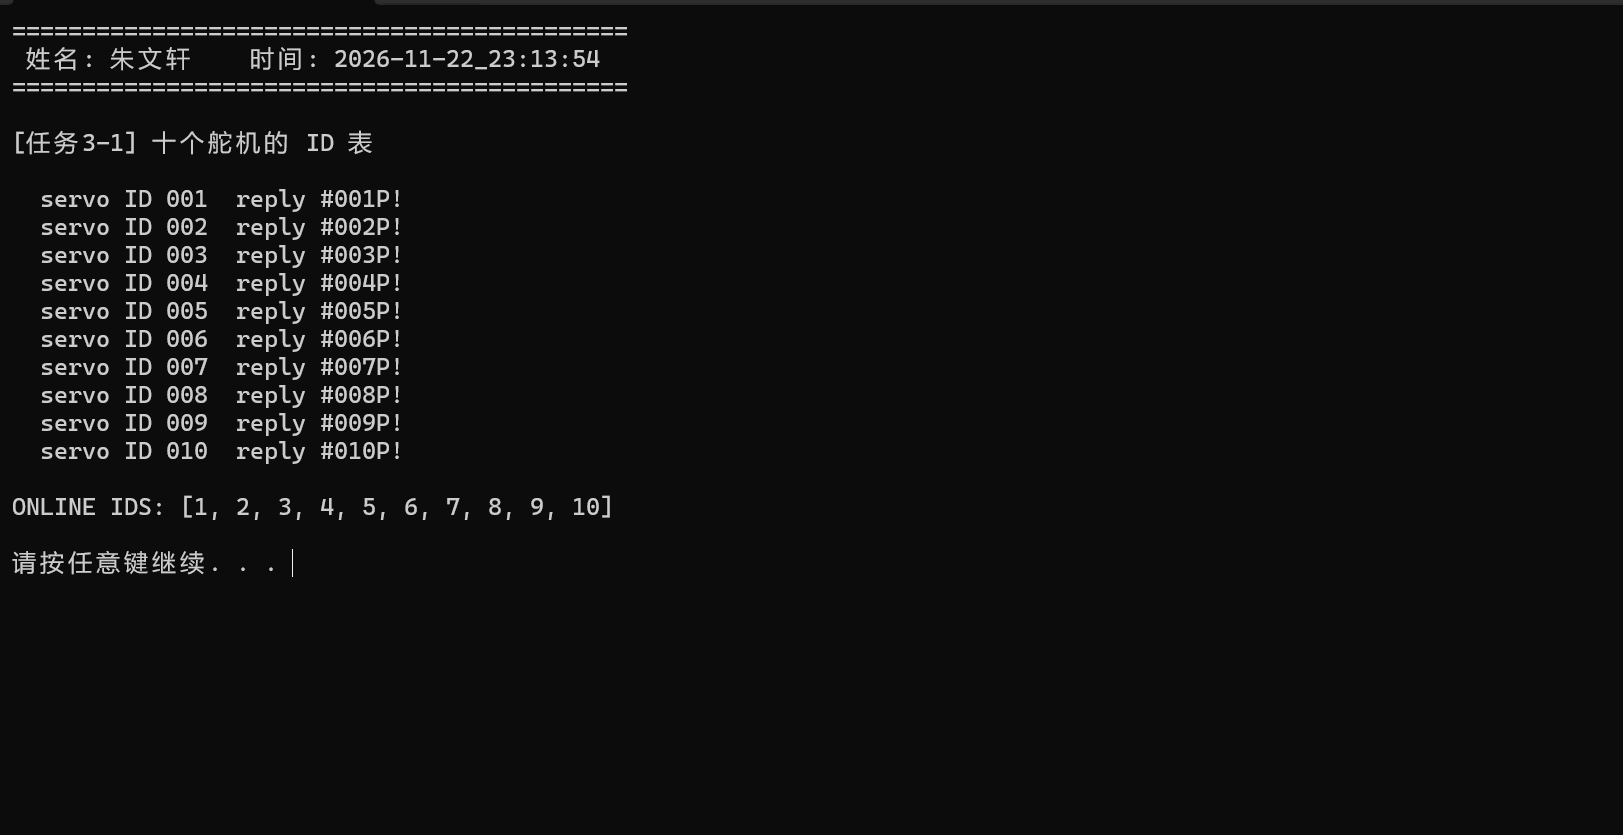 ============================================
姓名: 朱文轩    时间: 2026-11-22_23:13:54
============================================
[任务3-1] 十个舵机的 ID 表
servo ID 001  reply #001P!
servo ID 002  reply #002P!
servo ID 003  reply #003P!
servo ID 004  reply #004P!
servo ID 005  reply #005P!
servo ID 006  reply #006P!
servo ID 007  reply #007P!
servo ID 008  reply #008P!
servo ID 009  reply #009P!
servo ID 010  reply #010P!
ONLINE IDS: [1, 2, 3, 4, 5, 6, 7, 8, 9, 10]
请按任意键继续. . .